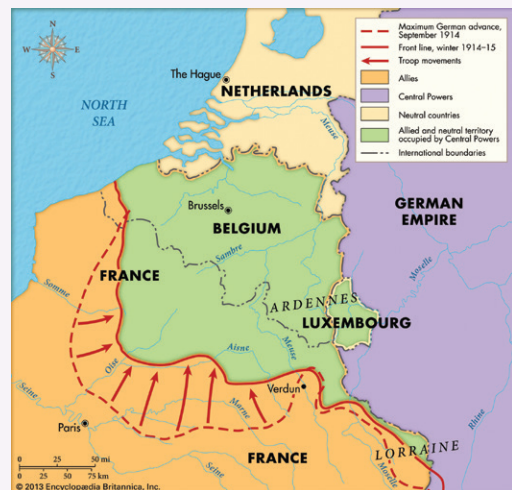 Maximum German advance,
September 1914
Front line, winter 1914–15
Troop movements
Allies
Central Powers
Neutral countries
Allied and neutral territory
occupied by Central Powers
International boundaries
N
W
E
S
The Hague
NETHERLANDS
NORTH
SEA
Meuse
Brussels
BELGIUM
GERMAN
EMPIRE
Sambre
Moselle
FRANCE
ARDENNES
Somme
LUXEMBOURG
Oise
Aisne
Meuse
Verdun
Seine
Marne
Rhine
Paris
LORRAINE
FRANCE
Seine
Moselle
0 25 50 mi
0 25 50 75 km
© 2013 Encyclopædia Britannica, Inc.